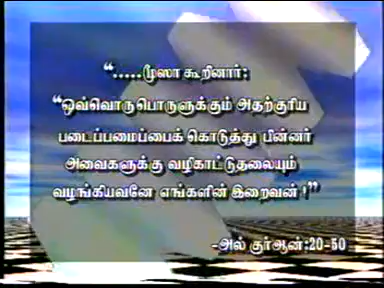 “.....மூஸா கூறினார்:
“ஒவ்வொருபொருளுக்கும் அதற்குரிய
படைப்பமைப்பைக் கொடுத்து பின்னர்
அவைகளுக்கு வழிகாட்டுதலையும்
வழங்கியவனே எங்களின் இறைவன் !”
-அல் குர்ஆன்:20-50